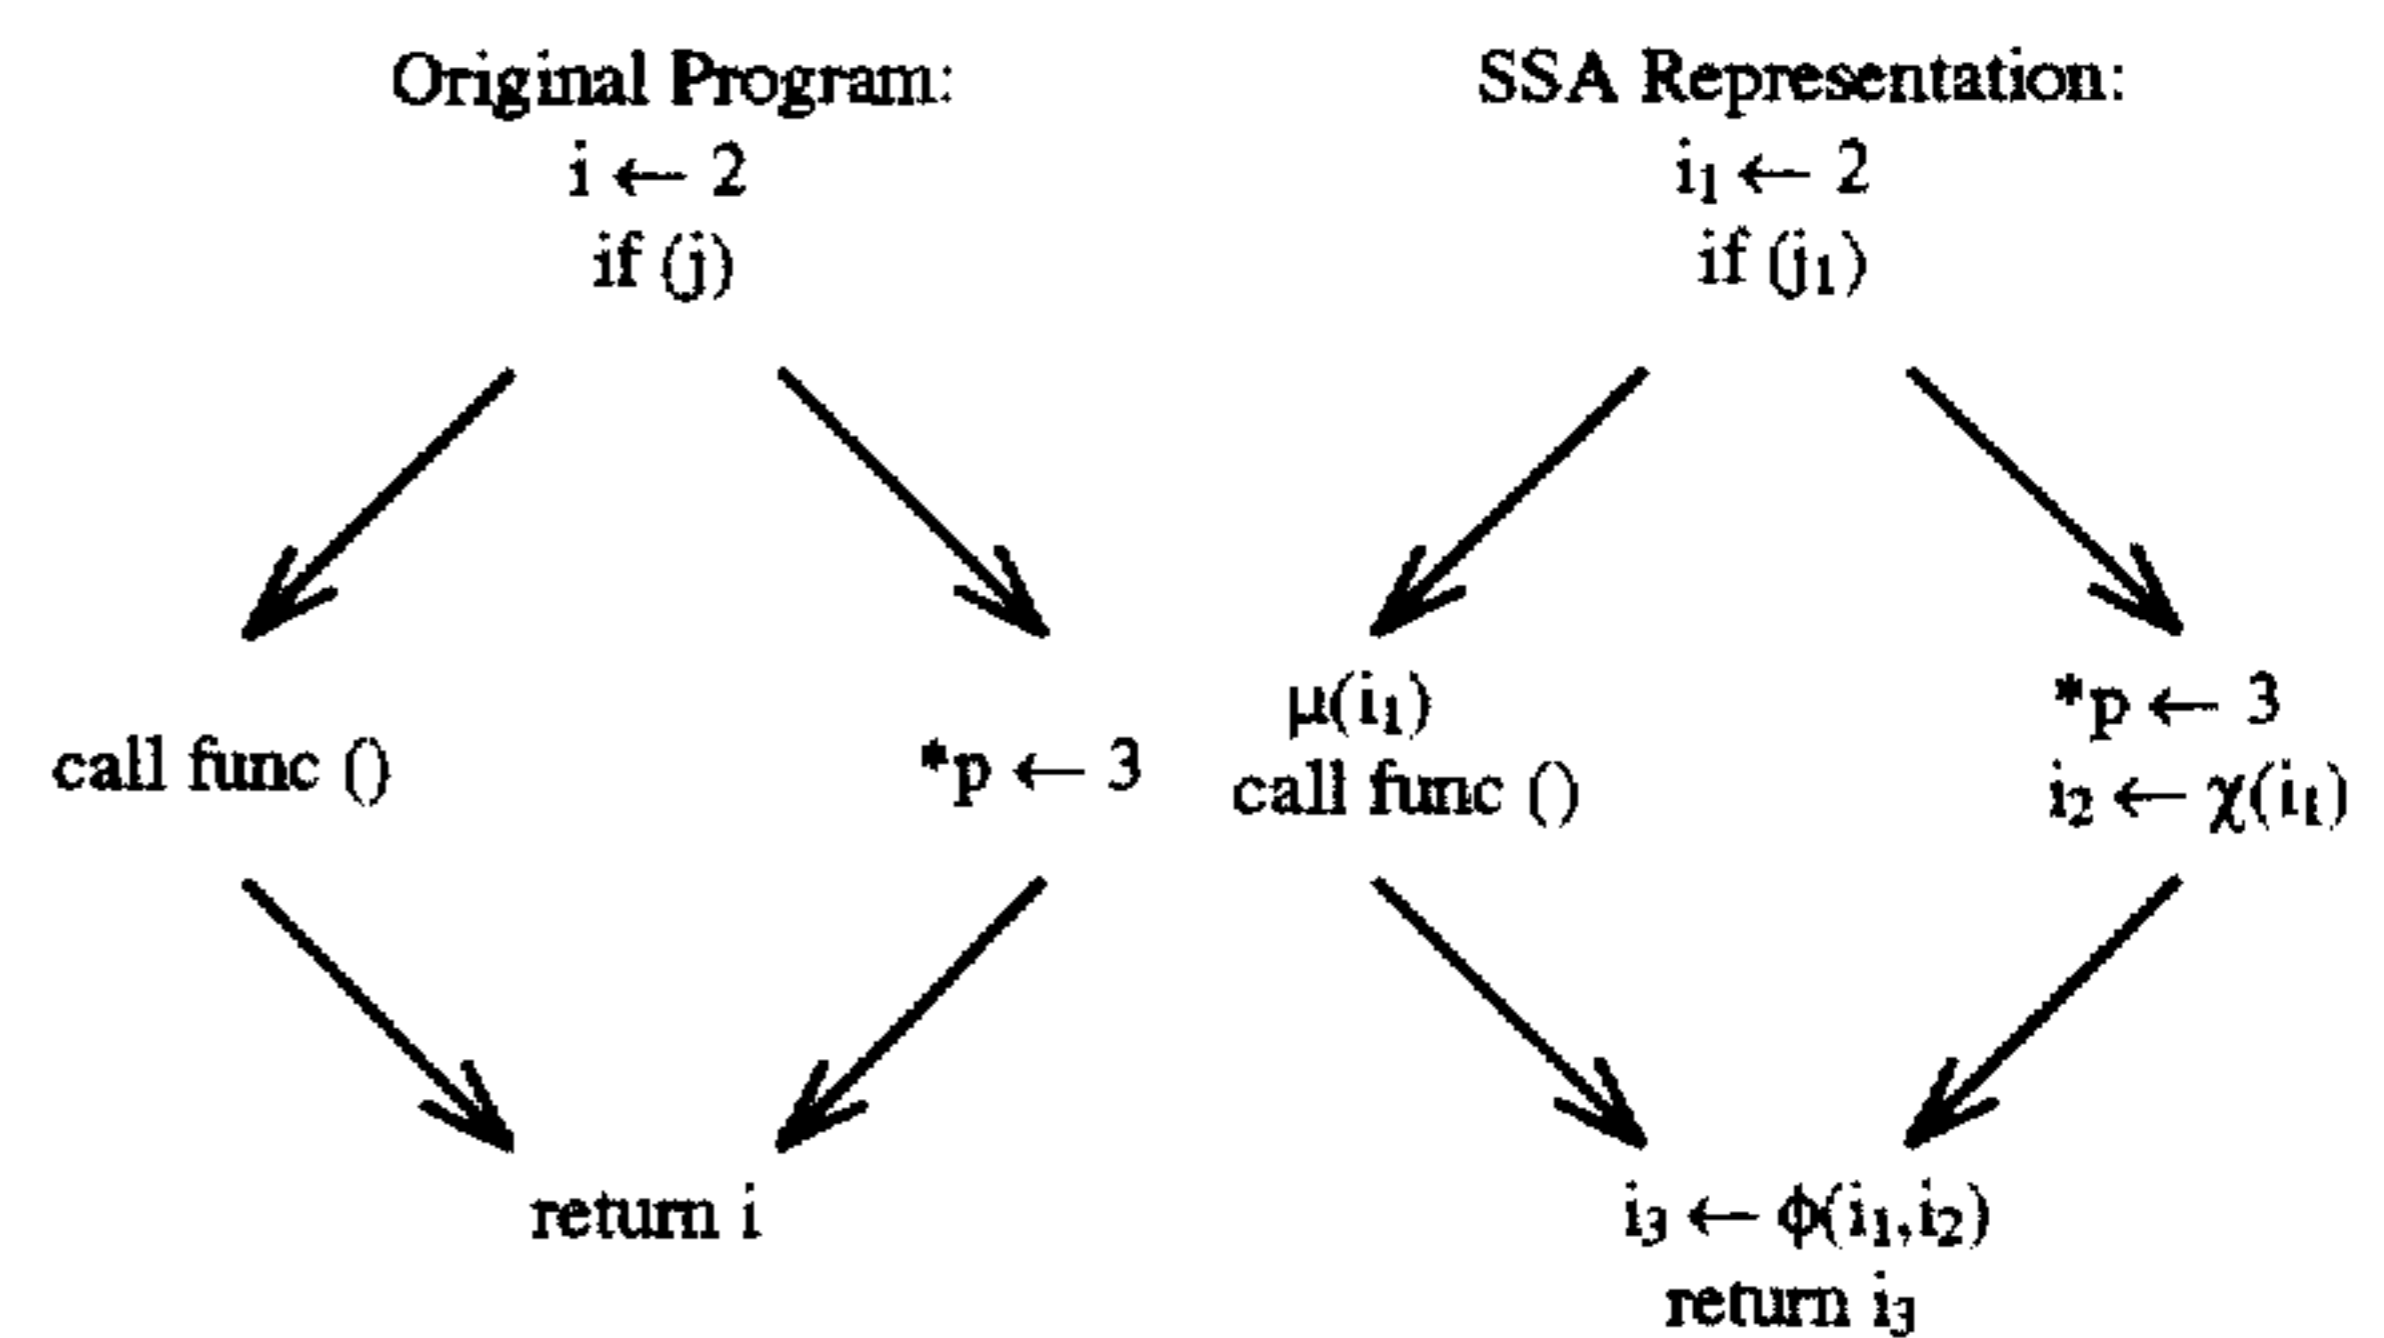 Original Program:
i ← 2
if (j)
call func ()
*p ← 3
return i
SSA Representation:
i₁ ← 2
if (j₁)
μ(i₁)
call func ()
*p ← 3
i₂ ← χ(i₁)
i₃ ← ϕ(i₁,i₂)
return i₃